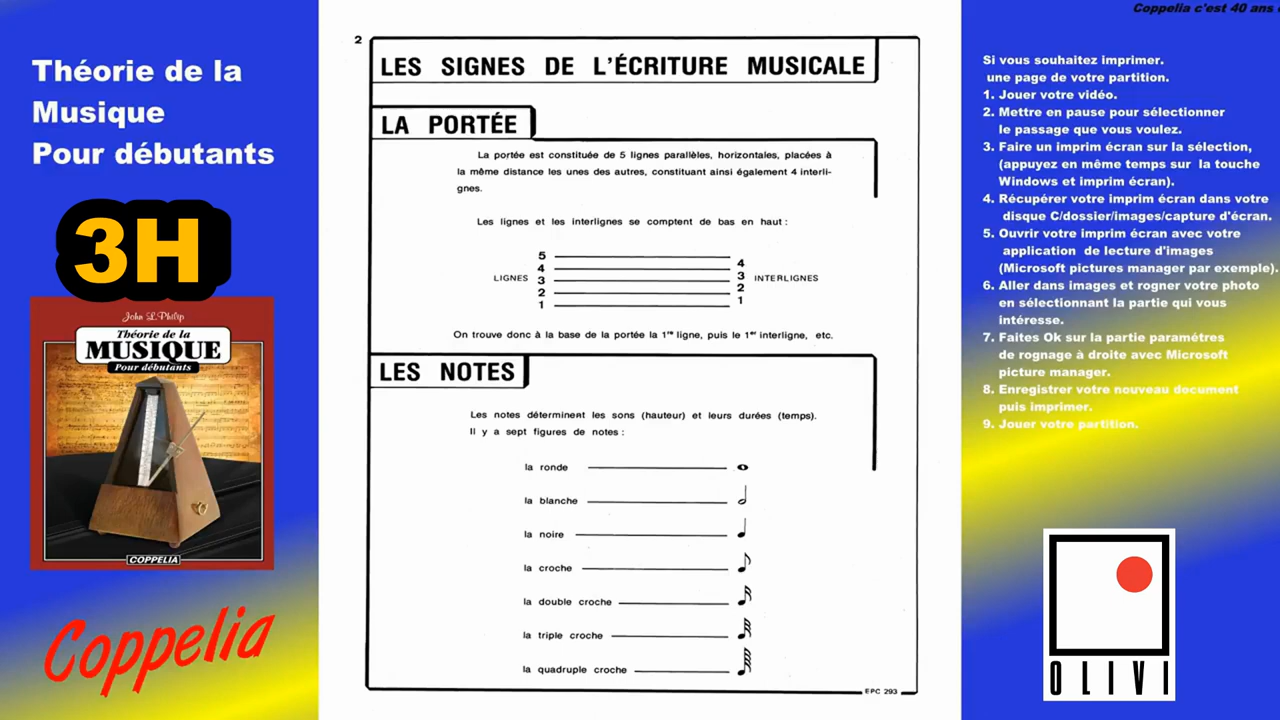 Coppelia c'est 40 ans
Théorie de la
Musique
Pour débutants
3H
John L. Philip
Théorie de la
MUSIQUE
Pour débutants
COPPELIA
Coppelia
2
LES SIGNES DE L'ÉCRITURE MUSICALE
LA PORTÉE
La portée est constituée de 5 lignes parallèles, horizontales, placées à
la même distance les unes des autres, constituant ainsi également 4 interli-
gnes.
Les lignes et les interlignes se comptent de bas en haut :
LIGNES 5 4 3 2 1
4 3 2 1 INTERLIGNES
On trouve donc à la base de la portée la 1re ligne, puis le 1er interligne, etc.
LES NOTES
Les notes déterminent les sons (hauteur) et leurs durées (temps).
Il y a sept figures de notes :
la ronde
la blanche
la noire
la croche
la double croche
la triple croche
la quadruple croche
EPC 293
Si vous souhaitez imprimer.
une page de votre partition.
1. Jouer votre vidéo.
2. Mettre en pause pour sélectionner
le passage que vous voulez.
3. Faire un imprim écran sur la sélection,
(appuyez en même temps sur la touche
Windows et imprim écran).
4. Récupérer votre imprim écran dans votre
disque C/dossier/images/capture d'écran.
5. Ouvrir votre imprim écran avec votre
application de lecture d'images
(Microsoft pictures manager par exemple).
6. Aller dans images et rogner votre photo
en sélectionnant la partie qui vous
intéresse.
7. Faites Ok sur la partie paramètres
de rognage à droite avec Microsoft
picture manager.
8. Enregistrer votre nouveau document
puis imprimer.
9. Jouer votre partition.
OLIVI